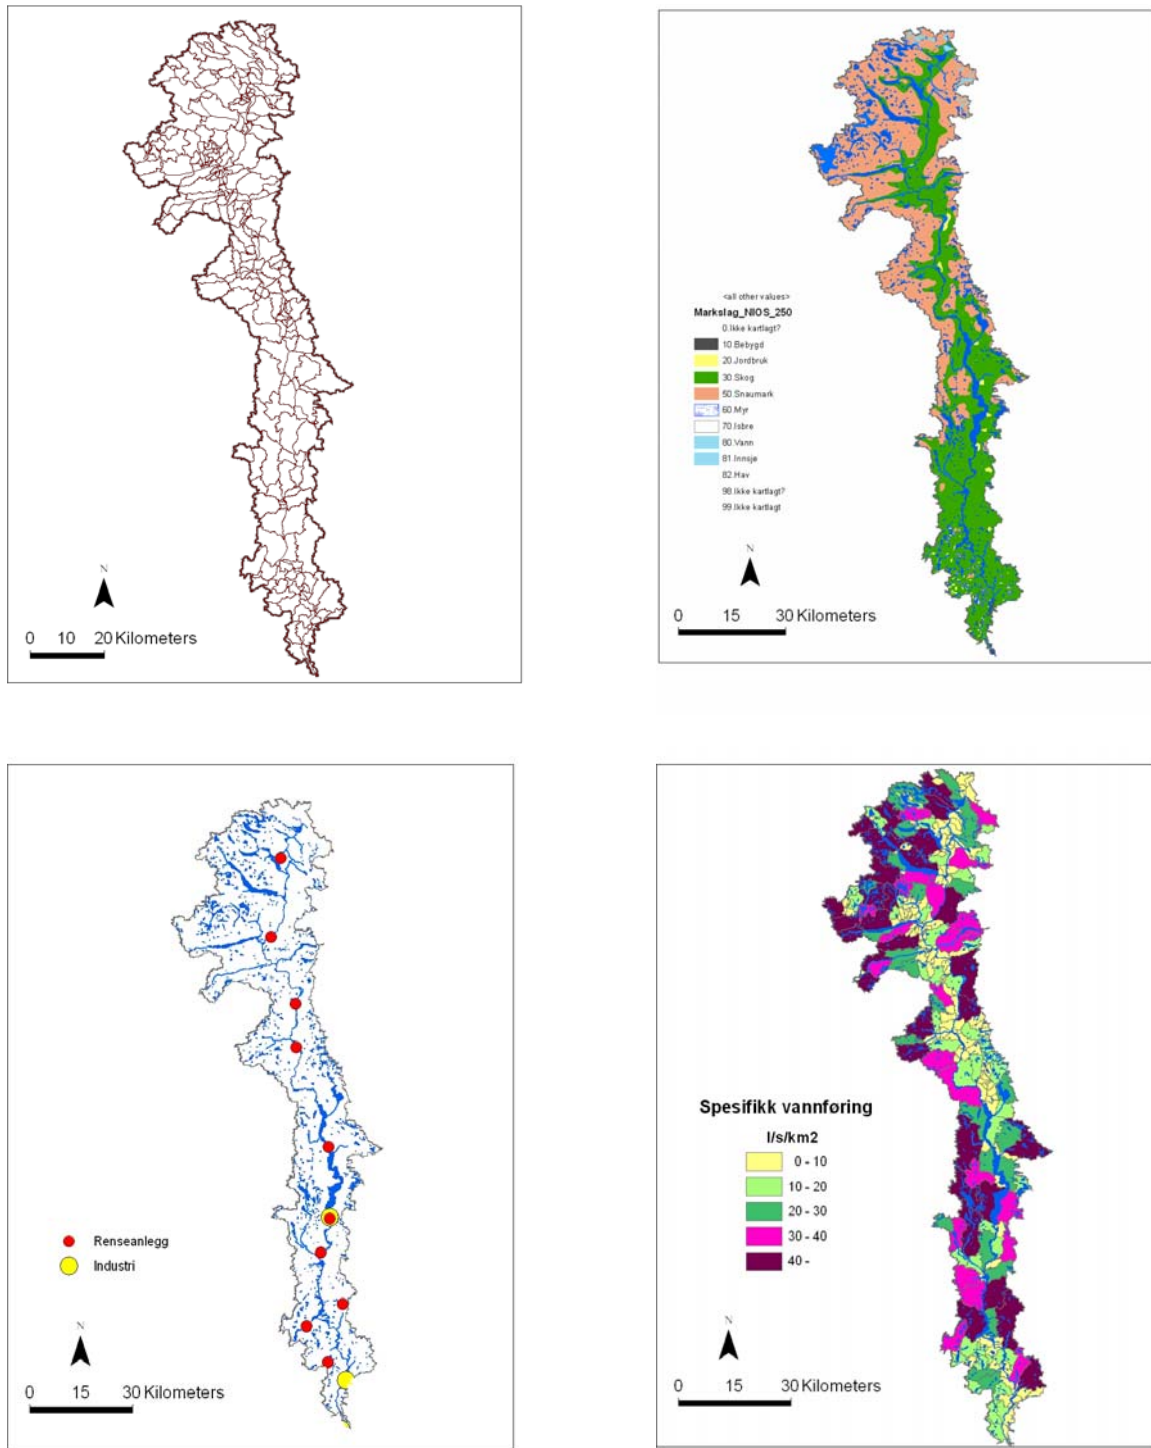 N
0 10 20 Kilometers
<all other values>
Markslag_NIOS_250
0.Ikke kartlagt?
10.Bebygd
20.Jordbruk
30.Skog
50.Snaumark
60.Myr
70.Isbre
80.Vann
81.Innsjø
82.Hav
98.Ikke kartlagt?
99.Ikke kartlagt
N
0 15 30 Kilometers
Renseanlegg
Industri
N
0 15 30 Kilometers
Spesifikk vannføring
l/s/km2
0 - 10
10 - 20
20 - 30
30 - 40
40 -
N
0 15 30 Kilometers